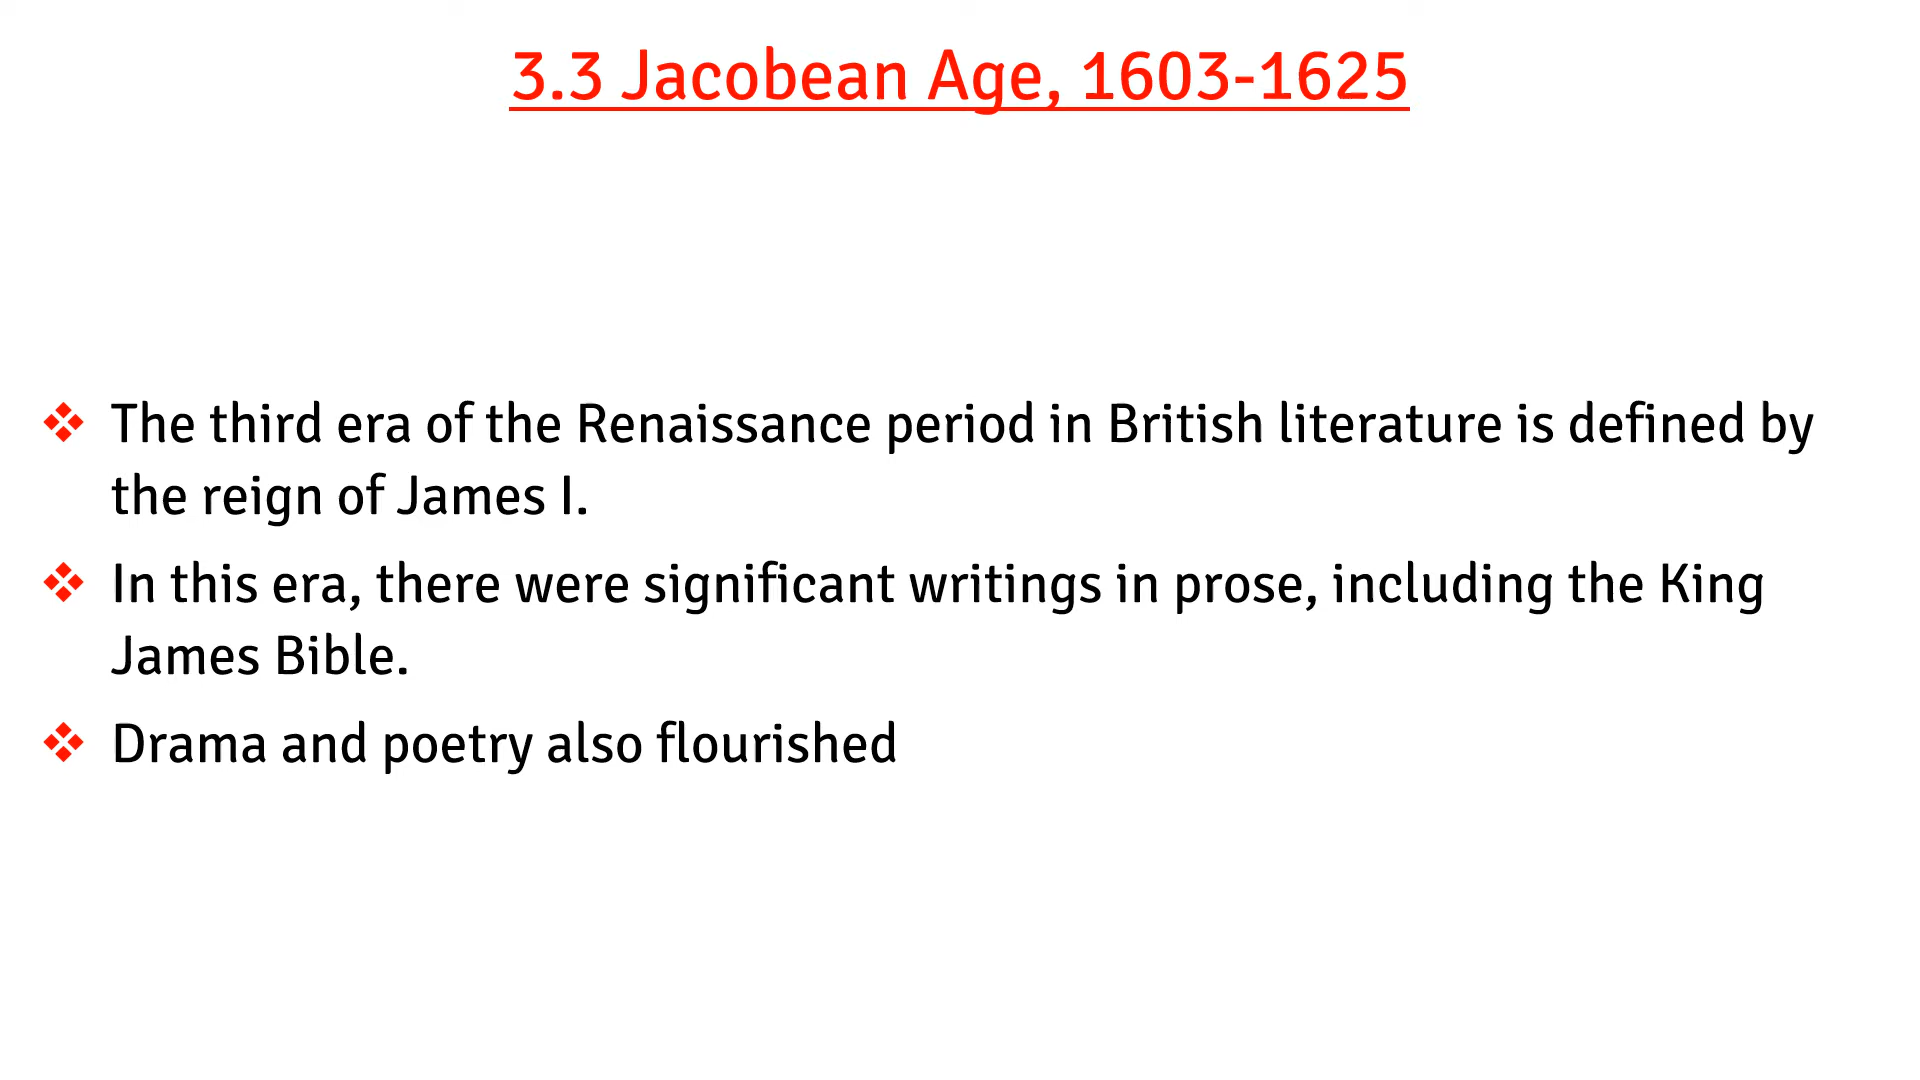 3.3 Jacobean Age, 1603-1625
❖ The third era of the Renaissance period in British literature is defined by
the reign of James I.
❖ In this era, there were significant writings in prose, including the King
James Bible.
❖ Drama and poetry also flourished